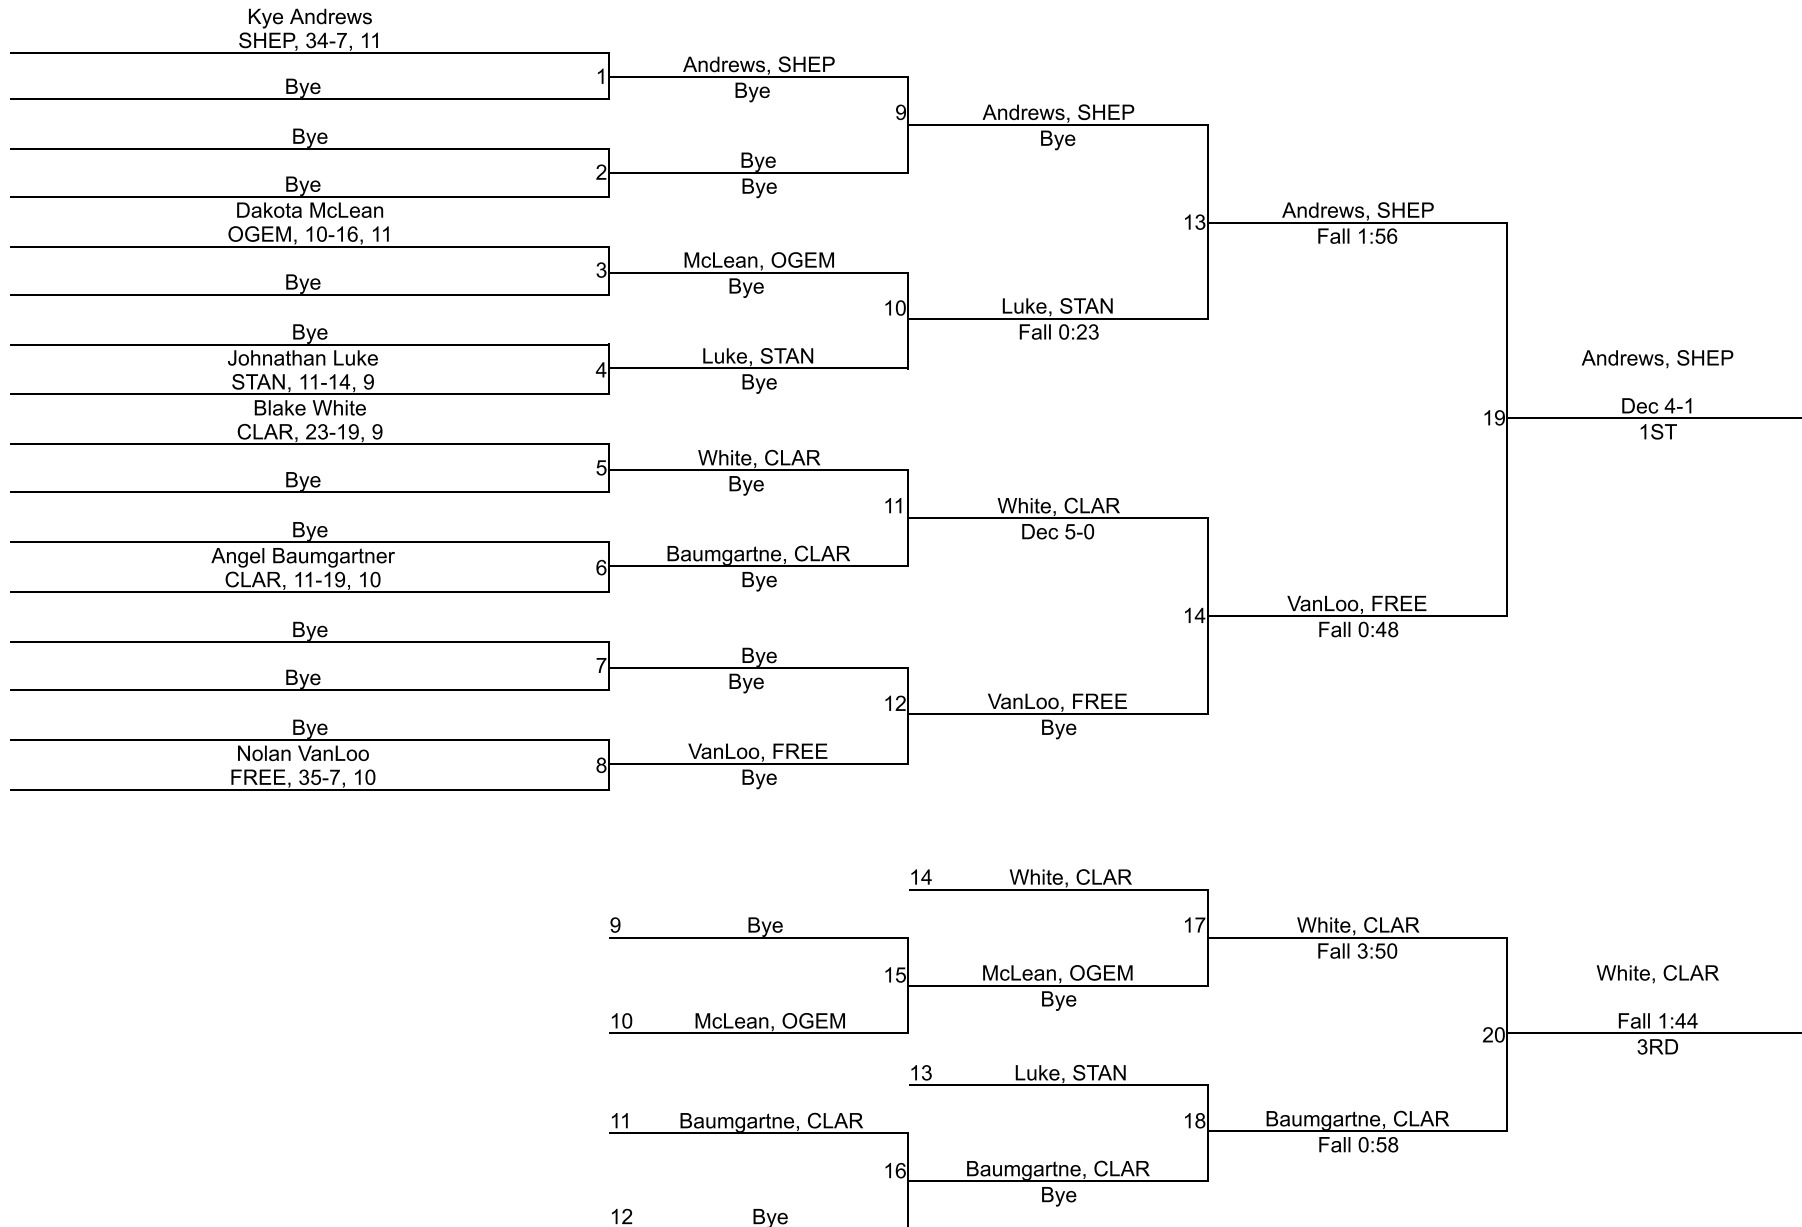 Kye Andrews
SHEP, 34-7, 11
Bye
1
Andrews, SHEP
Bye
Bye
2
Bye
Bye
Bye
9
Andrews, SHEP
Bye
Dakota McLean
OGEM, 10-16, 11
Bye
3
McLean, OGEM
Bye
Bye
Johnathan Luke
STAN, 11-14, 9
4
Luke, STAN
Bye
10
Luke, STAN
Fall 0:23
13
Andrews, SHEP
Fall 1:56
Blake White
CLAR, 23-19, 9
Bye
5
White, CLAR
Bye
Bye
Angel Baumgartner
CLAR, 11-19, 10
6
Baumgartne, CLAR
Bye
11
White, CLAR
Dec 5-0
Bye
Bye
7
Bye
Bye
Bye
Nolan VanLoo
FREE, 35-7, 10
8
VanLoo, FREE
Bye
12
VanLoo, FREE
Bye
14
VanLoo, FREE
Fall 0:48
19
Andrews, SHEP
Dec 4-1
1ST
14
White, CLAR
9
Bye
10
McLean, OGEM
15
McLean, OGEM
Bye
17
White, CLAR
Fall 3:50
13
Luke, STAN
11
Baumgartne, CLAR
12
Bye
16
Baumgartne, CLAR
Bye
18
Baumgartne, CLAR
Fall 0:58
20
White, CLAR
Fall 1:44
3RD